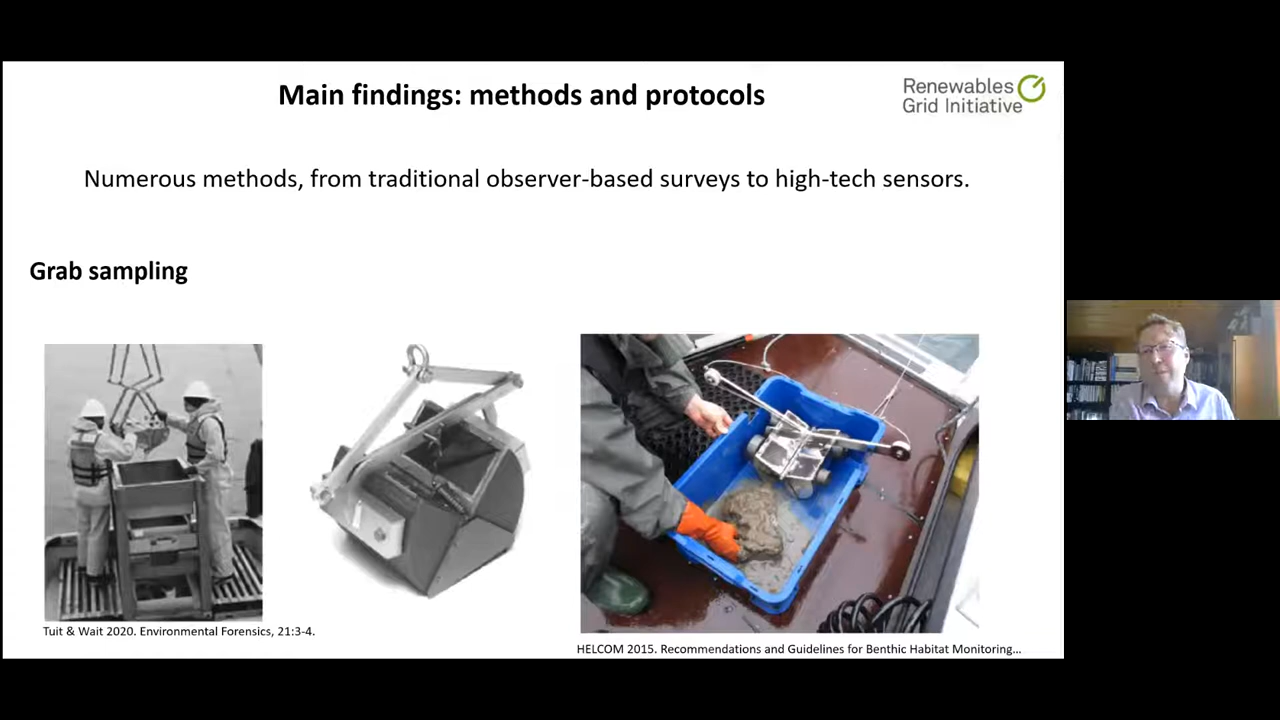 Main findings: methods and protocols
Renewables
Grid Initiative
Numerous methods, from traditional observer-based surveys to high-tech sensors.
Grab sampling
Tuit & Wait 2020. Environmental Forensics, 21:3-4.
HELCOM 2015. Recommendations and Guidelines for Benthic Habitat Monitoring...